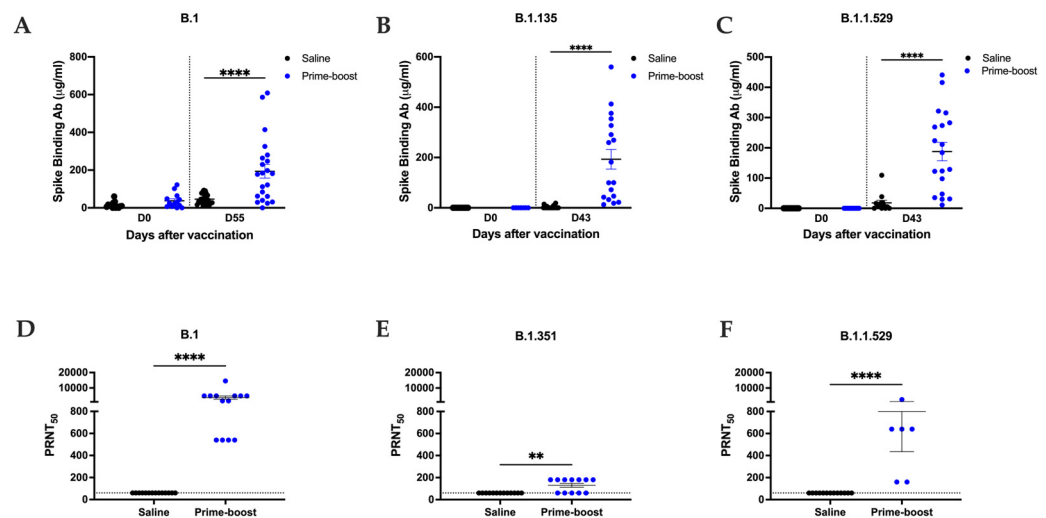 A
B.1
Spike Binding Ab (μg/ml)
800
600
400
200
0
****
Saline
Prime-boost
D0
D55
Days after vaccination
B
B.1.135
Spike Binding Ab (μg/ml)
600
400
200
0
****
Saline
Prime-boost
D0
D43
Days after vaccination
C
B.1.1.529
Spike Binding Ab (μg/ml)
500
400
300
200
100
0
****
Saline
Prime-boost
D0
D43
Days after vaccination
D
B.1
PRNT50
20000
10000
800
600
400
200
0
****
Saline
Prime-boost
E
B.1.351
PRNT50
20000
10000
800
600
400
200
0
**
Saline
Prime-boost
F
B.1.1.529
PRNT50
20000
10000
800
600
400
200
0
****
Saline
Prime-boost